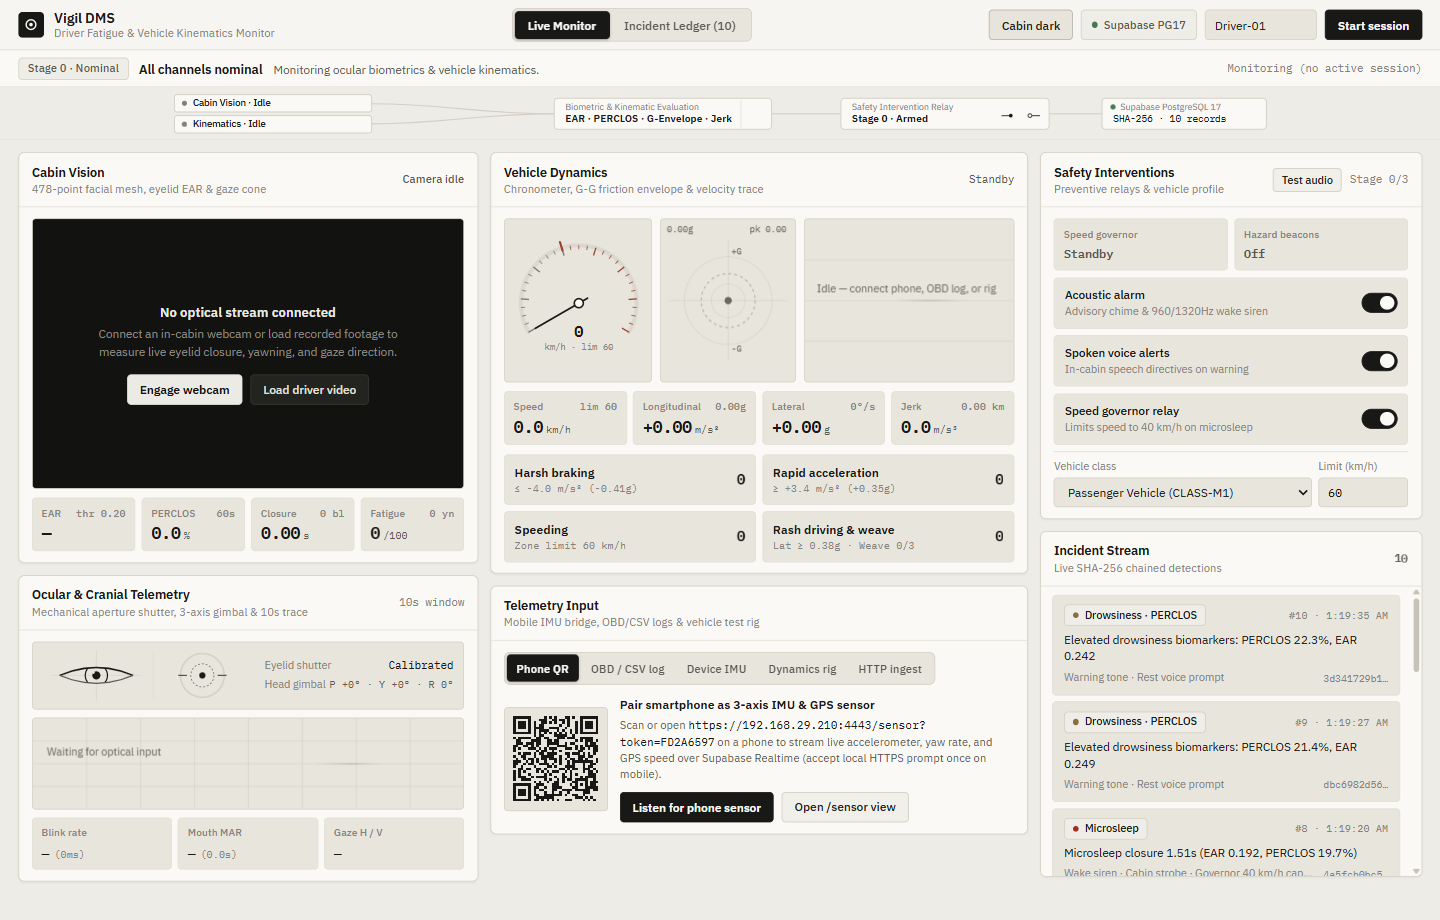 Vigil DMS
Driver Fatigue & Vehicle Kinematics Monitor
Live Monitor
Incident Ledger (10)
Cabin dark
Supabase PG17
Driver-01
Start session
Stage 0 · Nominal
All channels nominal
Monitoring ocular biometrics & vehicle kinematics.
Monitoring (no active session)
Cabin Vision · Idle
Kinematics · Idle
Biometric & Kinematic Evaluation
EAR · PERCLOS · G-Envelope · Jerk
Safety Intervention Relay
Stage 0 · Armed
Supabase PostgreSQL 17
SHA-256 · 10 records
Cabin Vision
478-point facial mesh, eyelid EAR & gaze cone
Camera idle
No optical stream connected
Connect an in-cabin webcam or load recorded footage to
measure live eyelid closure, yawning, and gaze direction.
Engage webcam
Load driver video
EAR thr 0.20
—
PERCLOS 60s
0.0 %
Closure 0 bl
0.00 s
Fatigue 0 yn
0 /100
Ocular & Cranial Telemetry
Mechanical aperture shutter, 3-axis gimbal & 10s trace
10s window
Eyelid shutter Calibrated
Head gimbal P +0° · Y +0° · R 0°
Waiting for optical input
Blink rate
— (0ms)
Mouth MAR
— (0.0s)
Gaze H / V
—
Vehicle Dynamics
Chronometer, G-G friction envelope & velocity trace
Standby
0
km/h · lim 60
0.00g pk 0.00
+G
-G
Idle — connect phone, OBD log, or rig
Speed lim 60
0.0 km/h
Longitudinal 0.00g
+0.00 m/s²
Lateral 0°/s
+0.00 g
Jerk 0.00 km
0.0 m/s³
Harsh braking
≤ -4.0 m/s² (-0.41g)
0
Rapid acceleration
≥ +3.4 m/s² (+0.35g)
0
Speeding
Zone limit 60 km/h
0
Rash driving & weave
Lat ≥ 0.38g · Weave 0/3
0
Telemetry Input
Mobile IMU bridge, OBD/CSV logs & vehicle test rig
Phone QR
OBD / CSV log
Device IMU
Dynamics rig
HTTP ingest
Pair smartphone as 3-axis IMU & GPS sensor
Scan or open https://192.168.29.210:4443/sensor?
token=FD2A6597 on a phone to stream live accelerometer, yaw rate, and
GPS speed over Supabase Realtime (accept local HTTPS prompt once on
mobile).
Listen for phone sensor
Open /sensor view
Safety Interventions
Preventive relays & vehicle profile
Test audio
Stage 0/3
Speed governor
Standby
Hazard beacons
Off
Acoustic alarm
Advisory chime & 960/1320Hz wake siren
Spoken voice alerts
In-cabin speech directives on warning
Speed governor relay
Limits speed to 40 km/h on microsleep
Vehicle class
Passenger Vehicle (CLASS-M1)
Limit (km/h)
60
Incident Stream
Live SHA-256 chained detections
10
Drowsiness · PERCLOS
#10 · 1:19:35 AM
Elevated drowsiness biomarkers: PERCLOS 22.3%, EAR
0.242
Warning tone · Rest voice prompt
3d341729b1…
Drowsiness · PERCLOS
#9 · 1:19:27 AM
Elevated drowsiness biomarkers: PERCLOS 21.4%, EAR
0.249
Warning tone · Rest voice prompt
dbc6982d56…
Microsleep
#8 · 1:19:20 AM
Microsleep closure 1.51s (EAR 0.192, PERCLOS 19.7%)
Wake siren · Cabin strobe · Governor 40 km/h cap…
4a5fcb0bc5…